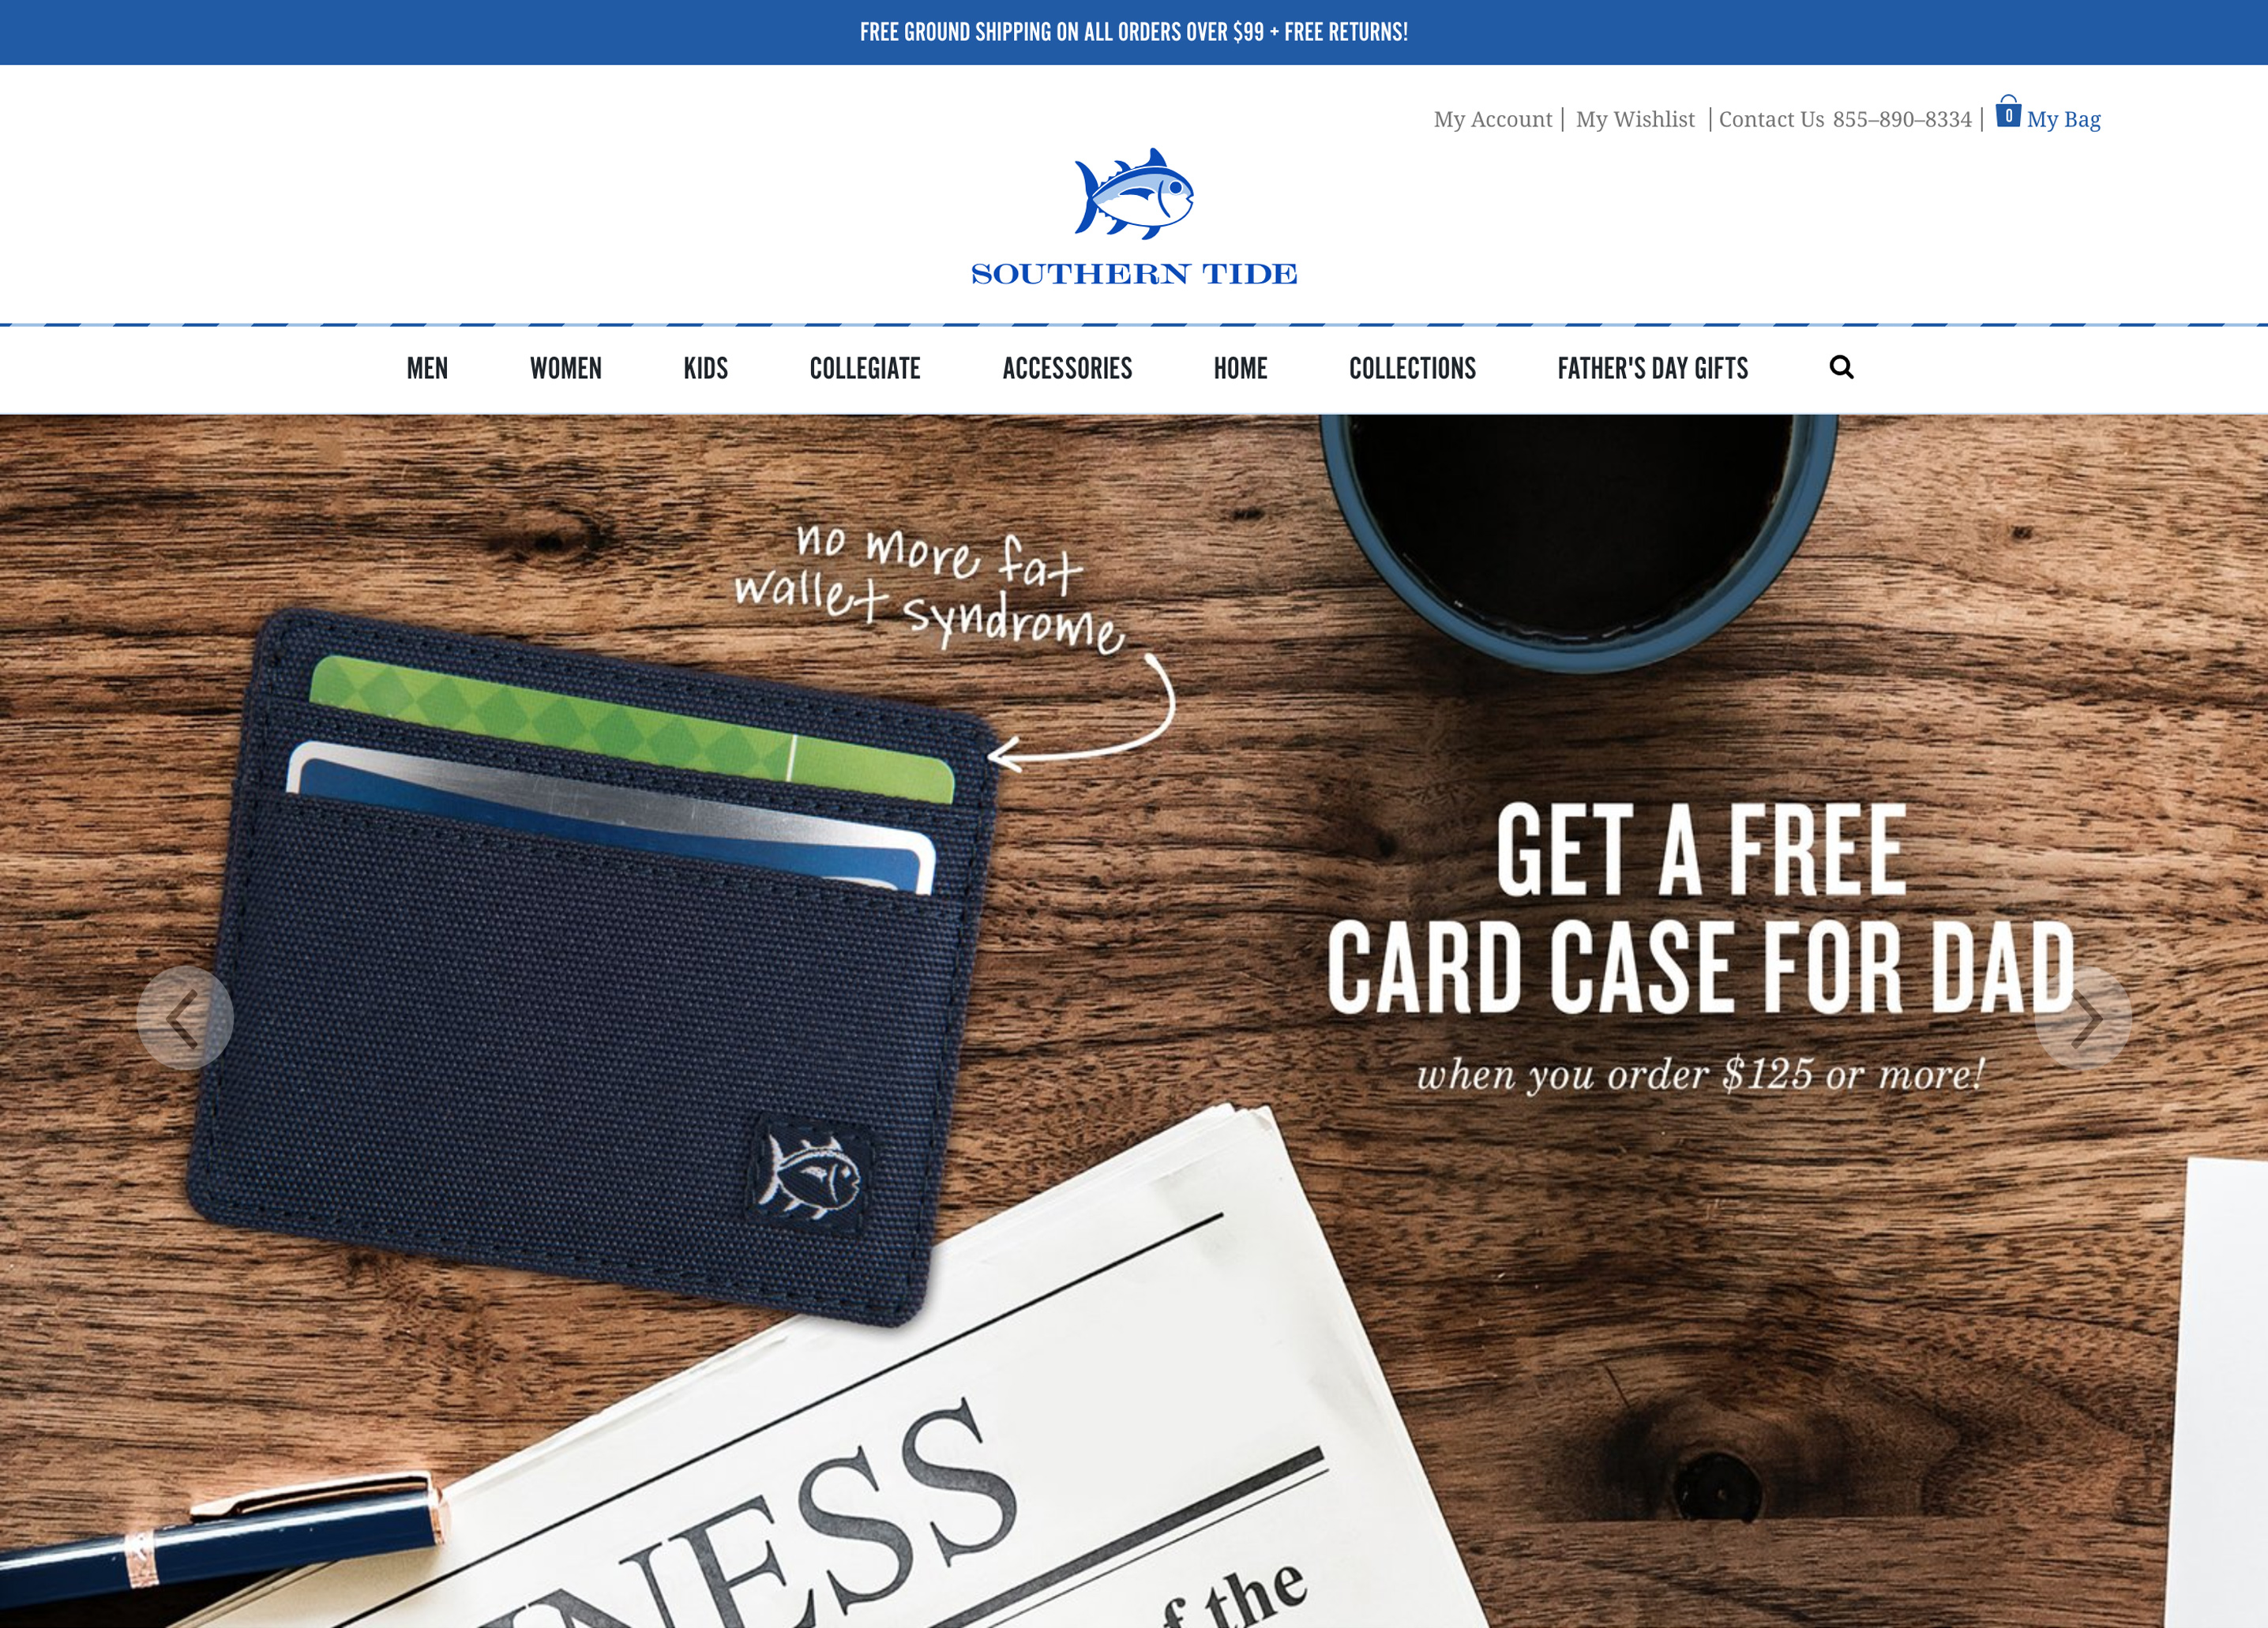 FREE GROUND SHIPPING ON ALL ORDERS OVER $99 + FREE RETURNS!
My Account | My Wishlist | Contact Us 855–890–8334 | 0 My Bag
SOUTHERN TIDE
MEN WOMEN KIDS COLLEGIATE ACCESSORIES HOME COLLECTIONS FATHER'S DAY GIFTS
no more fat
wallet syndrome
GET A FREE
CARD CASE FOR DAD
when you order $125 or more!
NESS
f the